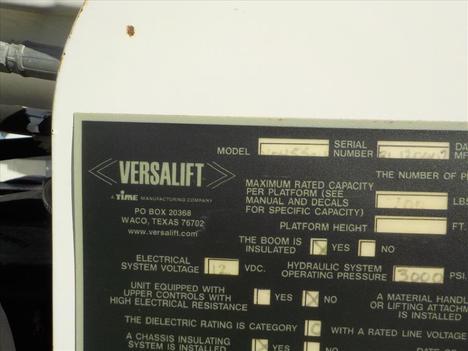 MODEL SERIAL NUMBER DA MF
VERSALIFT
A TIME MANUFACTURING COMPANY
PO BOX 20368
WACO, TEXAS 76702
www.versalift.com
THE NUMBER OF P
MAXIMUM RATED CAPACITY
PER PLATFORM (SEE
MANUAL AND DECALS
FOR SPECIFIC CAPACITY) LBS
PLATFORM HEIGHT FT.
THE BOOM IS
INSULATED YES NO
ELECTRICAL
SYSTEM VOLTAGE 12 VDC.
HYDRAULIC SYSTEM
OPERATING PRESSURE 3000 PSI
UNIT EQUIPPED WITH
UPPER CONTROLS WITH
HIGH ELECTRICAL RESISTANCE YES NO
A MATERIAL HANDL
OR LIFTING ATTACHM
IS INSTALLED
THE DIELECTRIC RATING IS CATEGORY C WITH A RATED LINE VOLTAGE
A CHASSIS INSULATING
SYSTEM IS INSTALLED YES NO